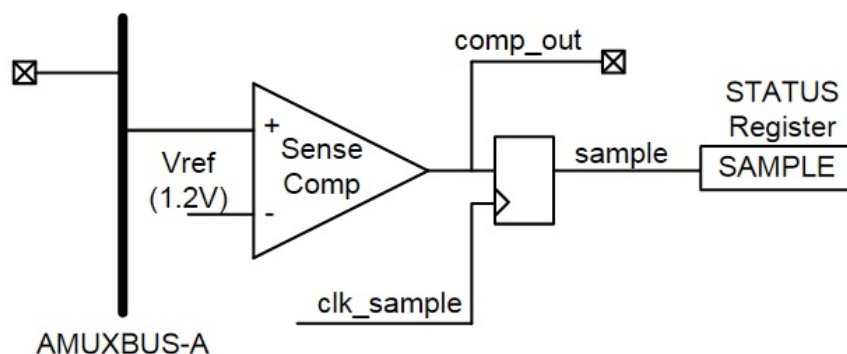 comp_out
STATUS
Register
+
Sense
Comp
-
Vref
(1.2V)
sample
SAMPLE
clk_sample
AMUXBUS-A